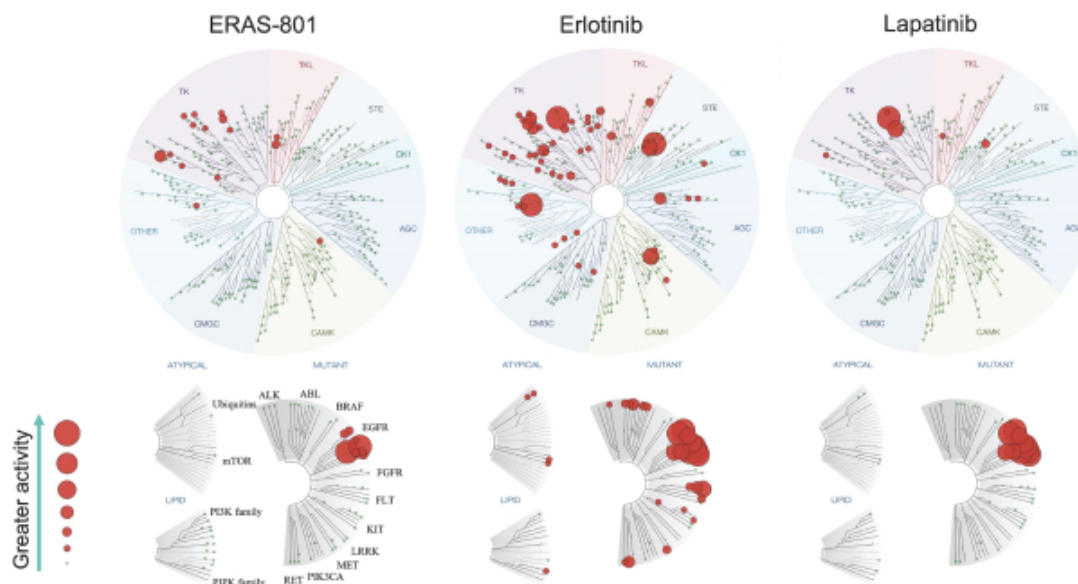 ERAS-801
Erlotinib
Lapatinib
TKL
TK
STE
CK1
AGC
OTHER
CMGC
CAMK
TKL
TK
STE
CK1
AGC
OTHER
CMGC
CAMK
TKL
TK
STE
CK1
OTHER
CMGC
CAMK
ATYPICAL
MUTANT
ATYPICAL
MUTANT
ATYPICAL
MUTANT
Greater activity
Ubiquitins
mTOR
LIPID
PI3K family
PIPK family
ALK
ABL
BRAF
EGFR
FGFR
FLT
KIT
LRRK
MET
PIK3CA
RET
LIPID
LIPID